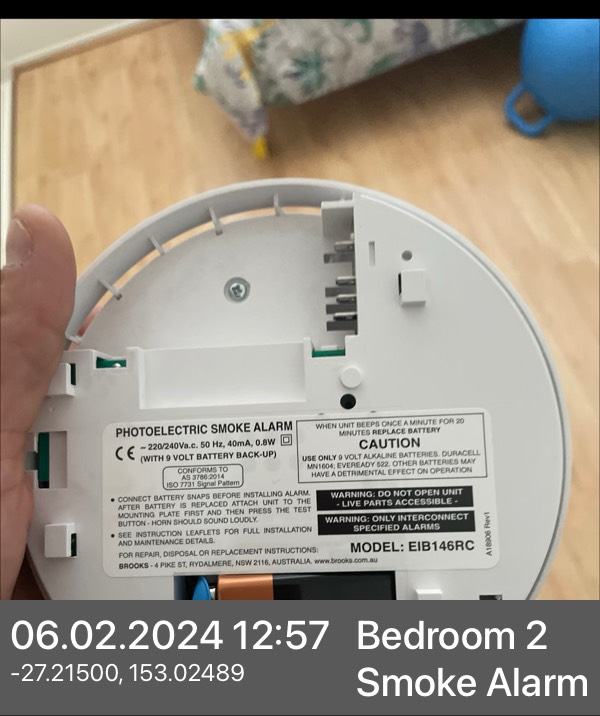 PHOTOELECTRIC SMOKE ALARM
CE ~ 220/240Va.c. 50 Hz, 40mA, 0.8W
(WITH 9 VOLT BATTERY BACK-UP)
CONFORMS TO
AS 3786:2014
ISO 7731 Signal Pattern
• CONNECT BATTERY SNAPS BEFORE INSTALLING ALARM.
AFTER BATTERY IS REPLACED ATTACH UNIT TO THE
MOUNTING PLATE FIRST AND THEN PRESS THE TEST
BUTTON - HORN SHOULD SOUND LOUDLY.
• SEE INSTRUCTION LEAFLETS FOR FULL INSTALLATION
AND MAINTENANCE DETAILS.
FOR REPAIR, DISPOSAL OR REPLACEMENT INSTRUCTIONS:
BROOKS - 4 PIKE ST, RYDALMERE, NSW 2116, AUSTRALIA. www.brooks.com.au
WHEN UNIT BEEPS ONCE A MINUTE FOR 20
MINUTES REPLACE BATTERY
CAUTION
USE ONLY 9 VOLT ALKALINE BATTERIES. DURACELL
MN1604; EVEREADY 522. OTHER BATTERIES MAY
HAVE A DETRIMENTAL EFFECT ON OPERATION
WARNING: DO NOT OPEN UNIT
- LIVE PARTS ACCESSIBLE -
WARNING: ONLY INTERCONNECT
SPECIFIED ALARMS
MODEL: EIB146RC
A18906 Rev1
06.02.2024 12:57
-27.21500, 153.02489
Bedroom 2
Smoke Alarm